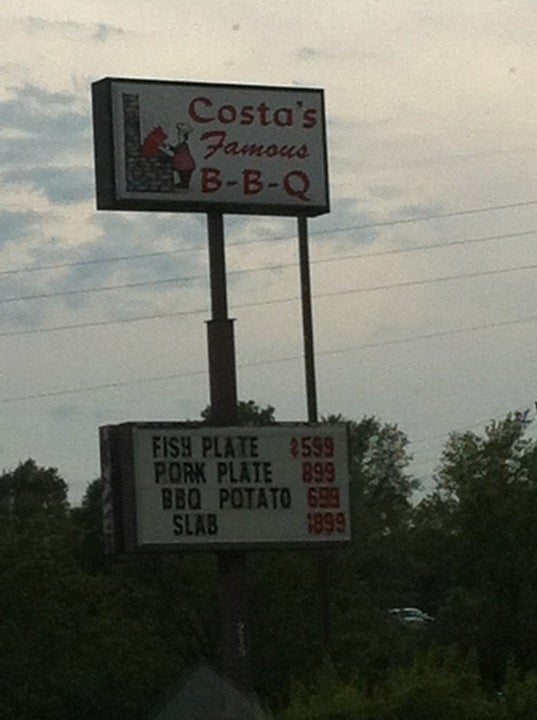 Costa's
Famous
B-B-Q
FISH PLATE $599
PORK PLATE 899
BBQ POTATO 699
SLAB 1899